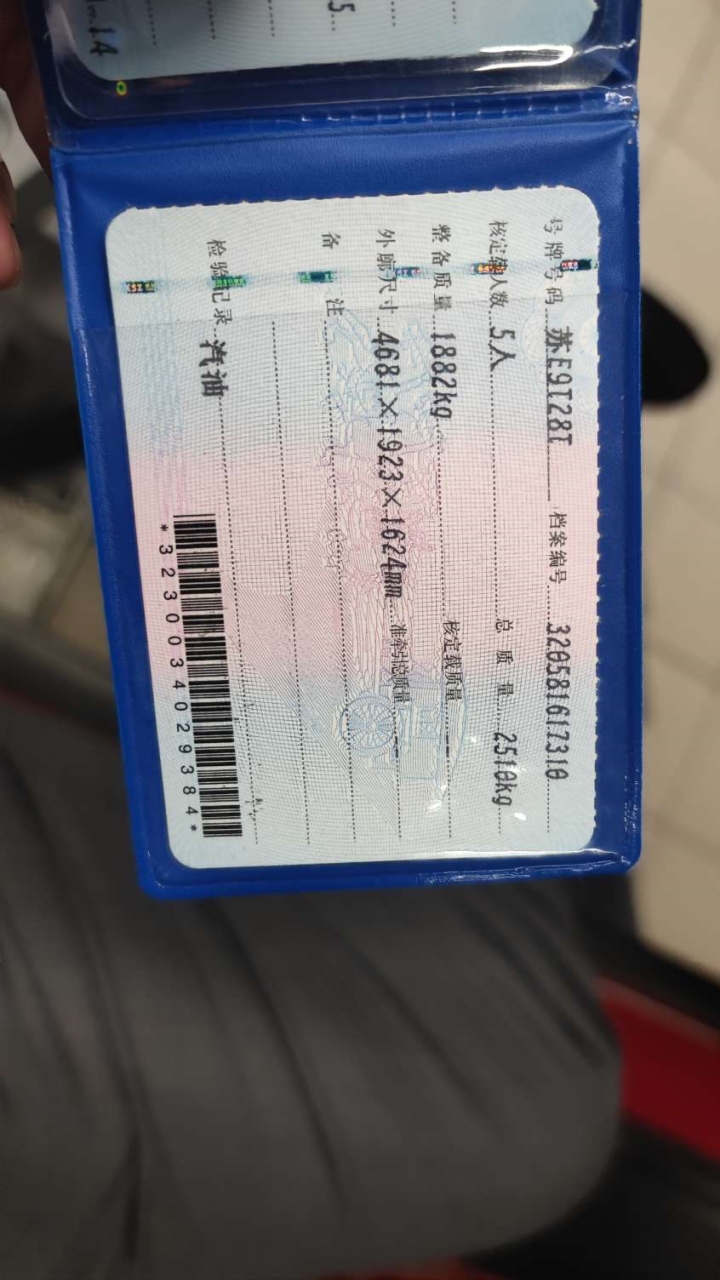 14
5
号牌号码 苏E9T28T 档案编号 320581617310
核定载人数 5人 总质量 2510kg
整备质量 1882kg 核定载质量
外廓尺寸 4681×1923×1624mm 准牵引总质量
备注
检验记录 汽油
*3230034029384*